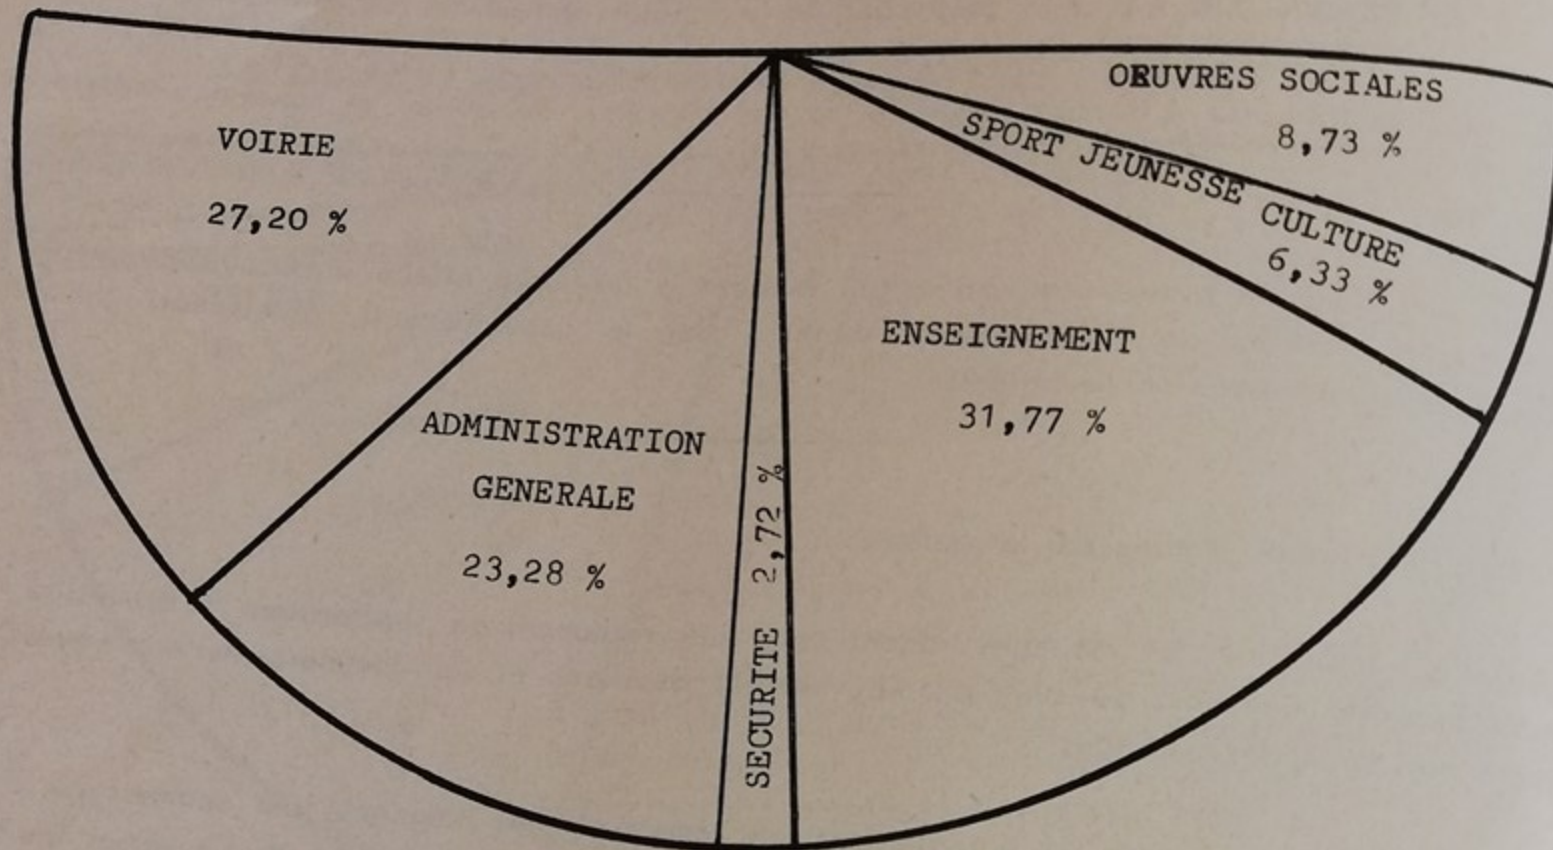 VOIRIE
27,20 %
ADMINISTRATION
GENERALE
23,28 %
SECURITE 2,72 %
ENSEIGNEMENT
31,77 %
SPORT JEUNESSE CULTURE
6,33 %
OEUVRES SOCIALES
8,73 %